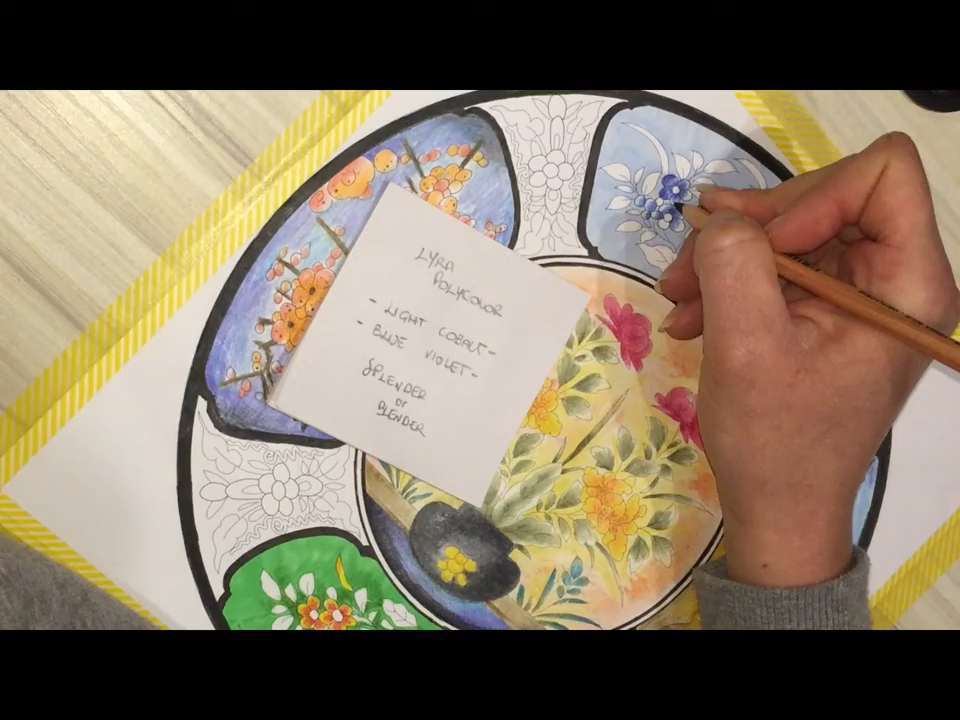 LYRA
POLYCOLOR
- LIGHT COBALT -
- BLUE VIOLET -
SPLENDER
or
BLENDER